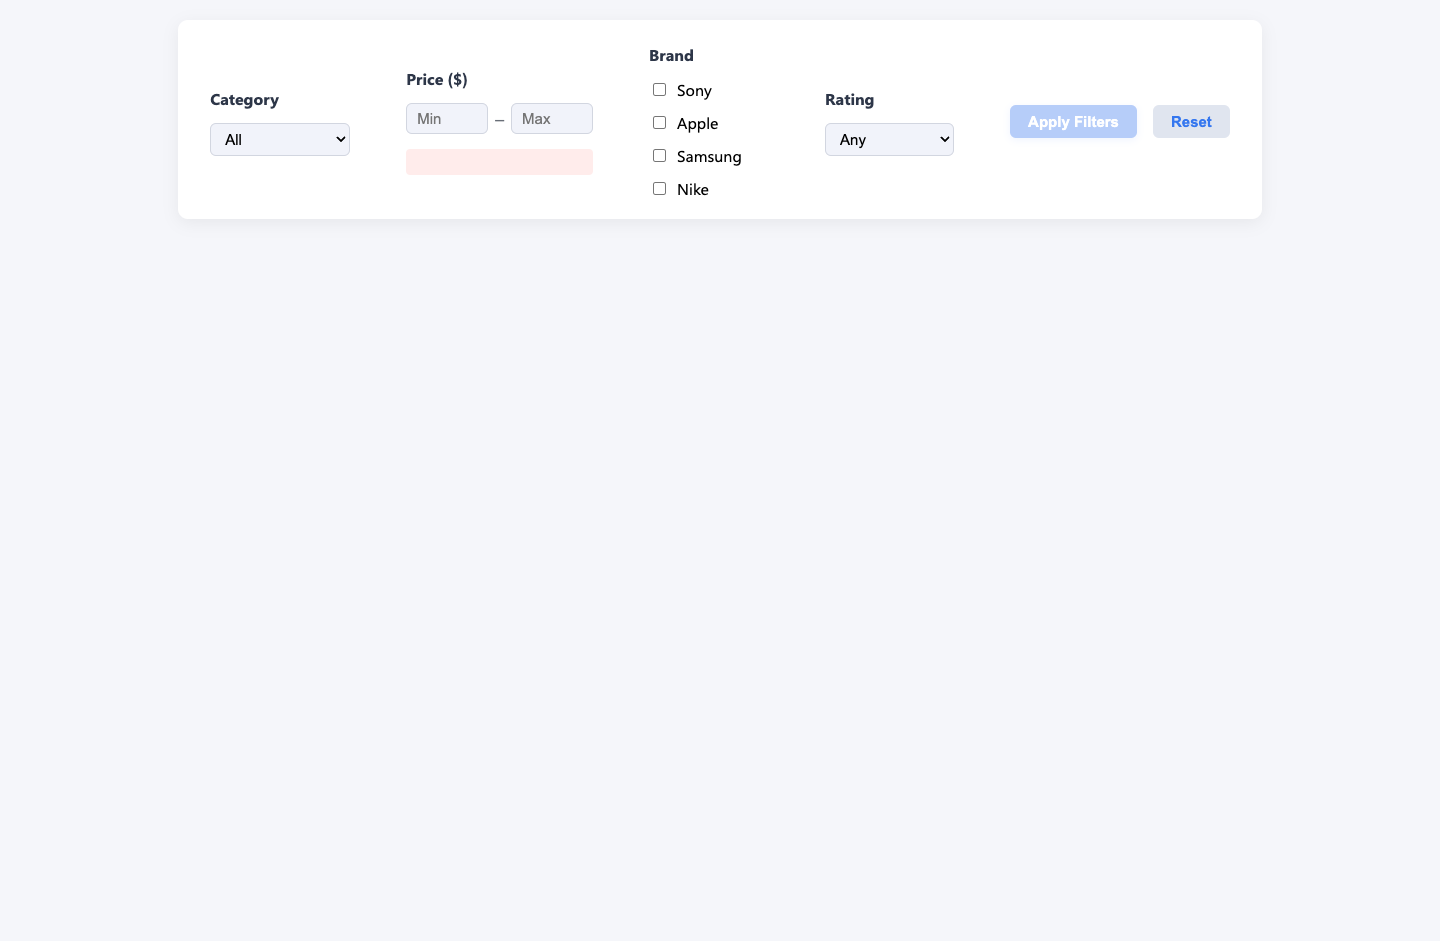 Category
All
Price ($)
Min – Max
Brand
Sony
Apple
Samsung
Nike
Rating
Any
Apply Filters
Reset